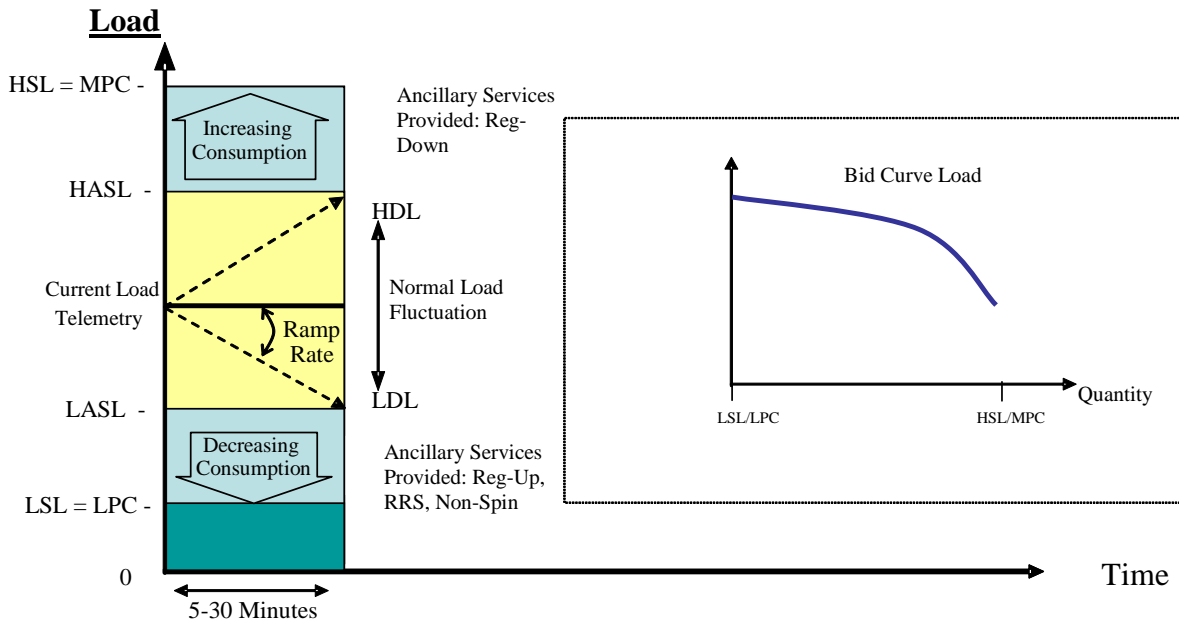 Load
HSL = MPC -
Increasing
Consumption
Ancillary Services
Provided: Reg-
Down
HASL -
HDL
Current Load
Telemetry
Normal Load
Fluctuation
Ramp
Rate
LDL
LASL -
Decreasing
Consumption
Ancillary Services
Provided: Reg-Up,
RRS, Non-Spin
LSL = LPC -
0
5-30 Minutes
Time
Bid Curve Load
Quantity
LSL/LPC
HSL/MPC